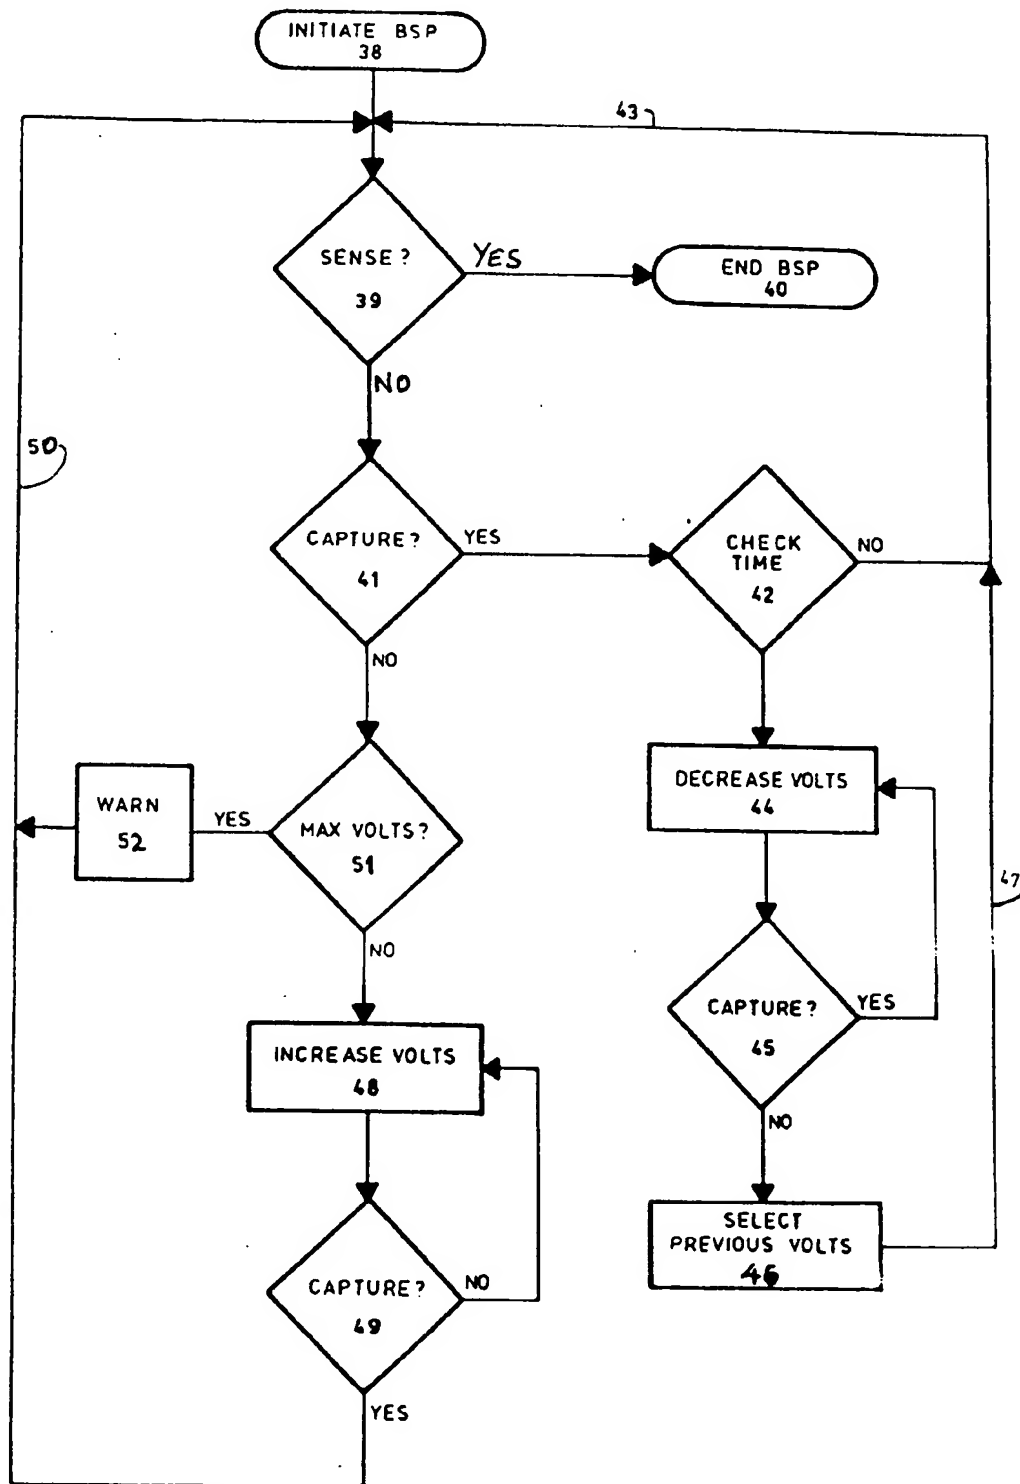 INITIATE BSP
38
43
SENSE?
39
YES
END BSP
40
NO
50
CAPTURE?
41
YES
CHECK
TIME
42
NO
NO
WARN
52
YES
MAX VOLTS?
51
DECREASE VOLTS
44
47
NO
CAPTURE?
45
YES
INCREASE VOLTS
48
NO
SELECT
PREVIOUS VOLTS
46
CAPTURE?
49
NO
YES